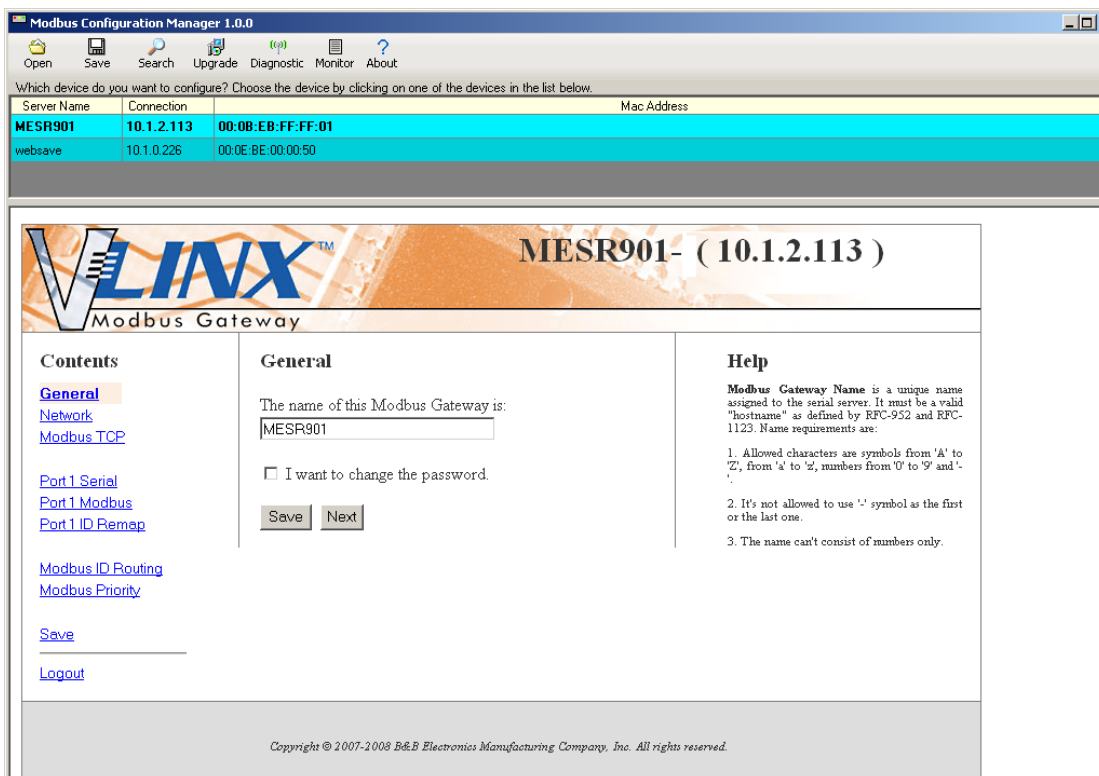 Modbus Configuration Manager 1.0.0
Open Save Search Upgrade Diagnostic Monitor About
Which device do you want to configure? Choose the device by clicking on one of the devices in the list below.
Server Name Connection Mac Address
MESR901 10.1.2.113 00:0B:EB:FF:FF:01
websave 10.1.0.226 00:0E:BE:00:00:50
VLINX™
Modbus Gateway
MESR901- ( 10.1.2.113 )
Contents
General
Network
Modbus TCP
Port 1 Serial
Port 1 Modbus
Port 1 ID Remap
Modbus ID Routing
Modbus Priority
Save
Logout
General
The name of this Modbus Gateway is:
MESR901
I want to change the password.
Save Next
Help
Modbus Gateway Name is a unique name
assigned to the serial server. It must be a valid
"hostname" as defined by RFC-952 and RFC-
1123. Name requirements are:
1. Allowed characters are symbols from 'A' to
'Z', from 'a' to 'z', numbers from '0' to '9' and '-
'.
2. It's not allowed to use '-' symbol as the first
or the last one.
3. The name can't consist of numbers only.
Copyright © 2007-2008 B&B Electronics Manufacturing Company, Inc. All rights reserved.